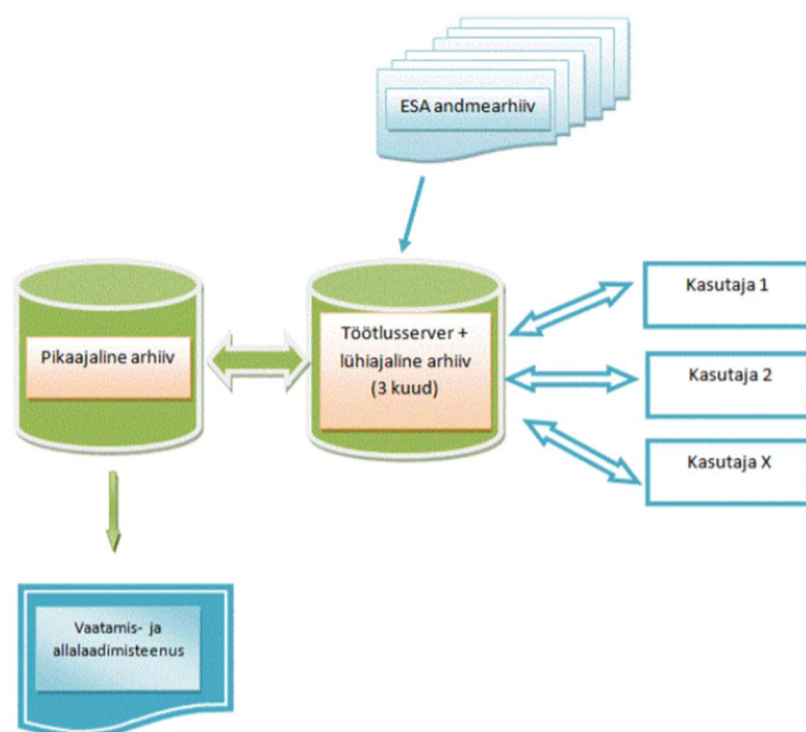 ESA andmearhiiv
Pikaajaline arhiiv
Töötlusserver +
lühiajaline arhiiv
(3 kuud)
Kasutaja 1
Kasutaja 2
Kasutaja X
Vaatamis- ja
allalaadimisteenus